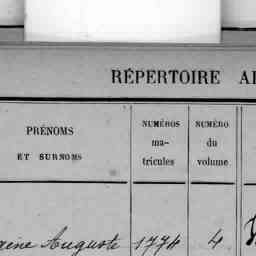 RÉPERTOIRE
PRÉNOMS
ET SURNOMS
NUMÉROS
ma-
tricules
NUMÉRO
du
volume
Auguste 1774 4